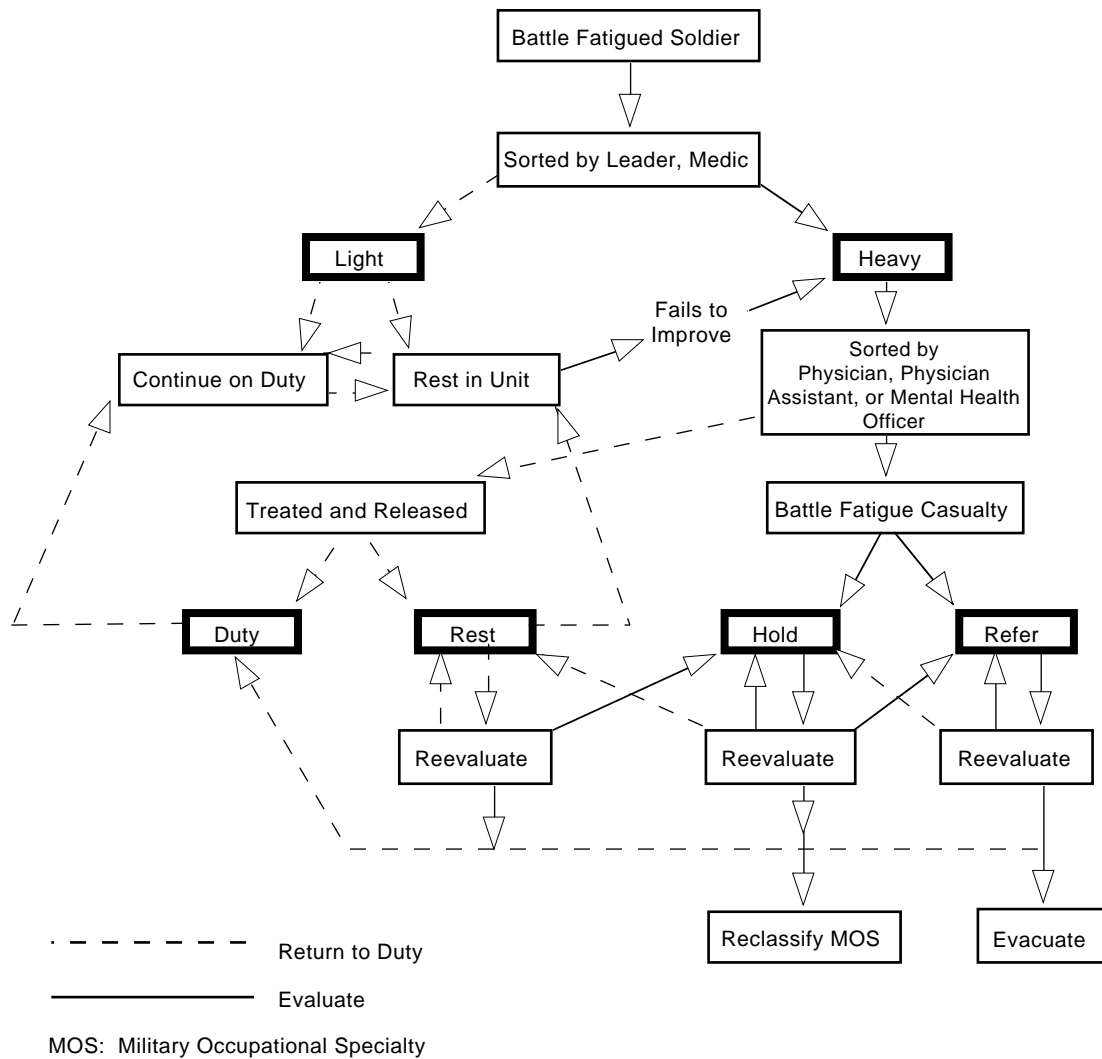 Battle Fatigued Soldier
Sorted by Leader, Medic
Light
Heavy
Fails to
Improve
Continue on Duty
Rest in Unit
Sorted by
Physician, Physician
Assistant, or Mental Health
Officer
Treated and Released
Battle Fatigue Casualty
Duty
Rest
Hold
Refer
Reevaluate
Reevaluate
Reevaluate
Reclassify MOS
Evacuate
Return to Duty
Evaluate
MOS: Military Occupational Specialty